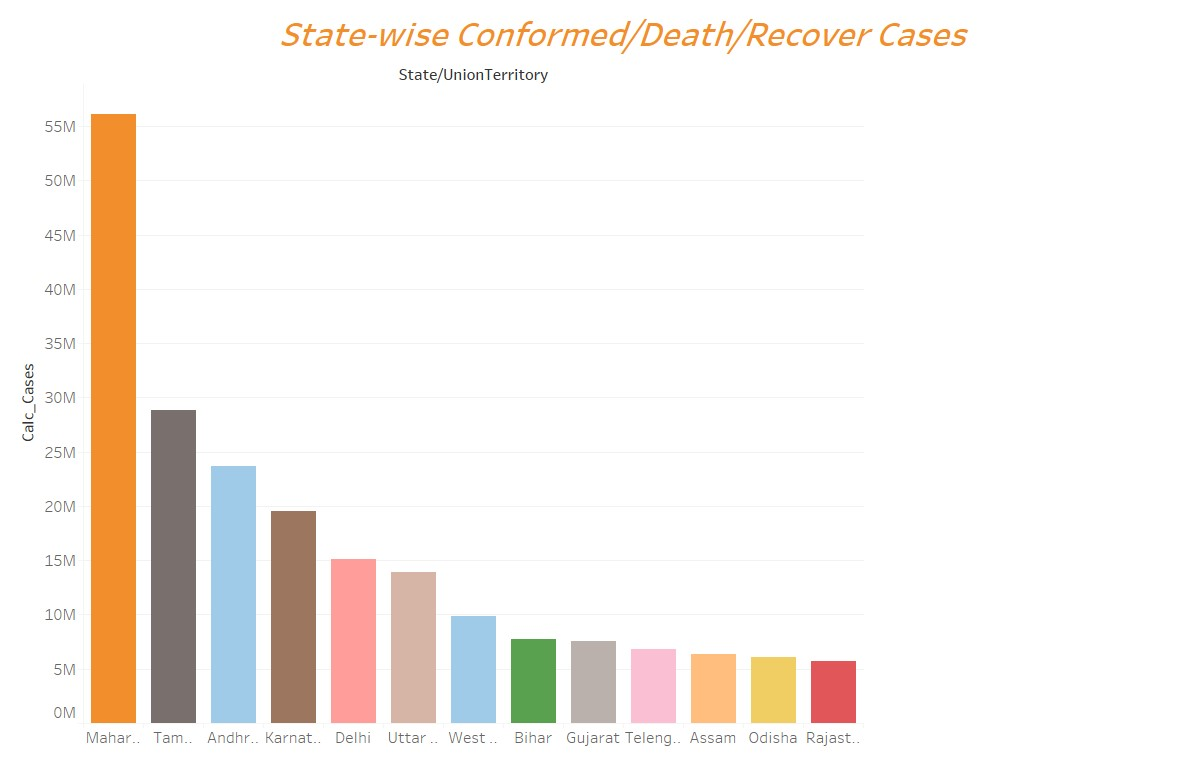 State-wise Conformed/Death/Recover Cases
State/UnionTerritory
55M
50M
45M
40M
35M
30M
25M
20M
15M
10M
5M
0M
Calc_Cases
Mahar.. Tam.. Andhr.. Karnat.. Delhi Uttar .. West .. Bihar Gujarat Teleng.. Assam Odisha Rajast..